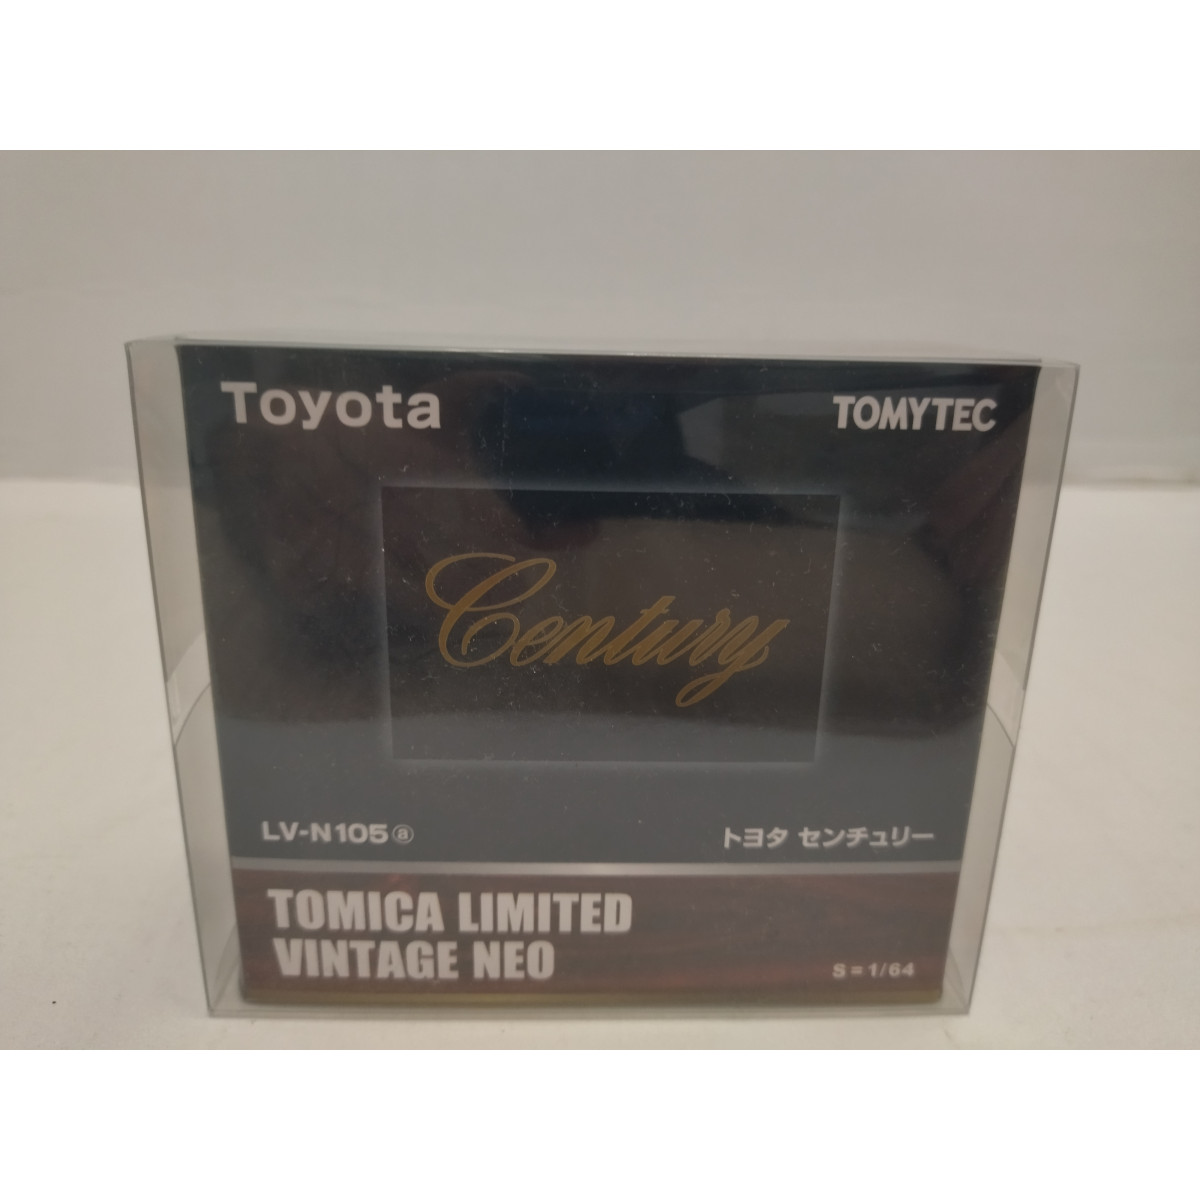 Toyota
TOMYTEC
Century
LV-N105ⓐ
トヨタ センチュリー
TOMICA LIMITED
VINTAGE NEO
S=1/64